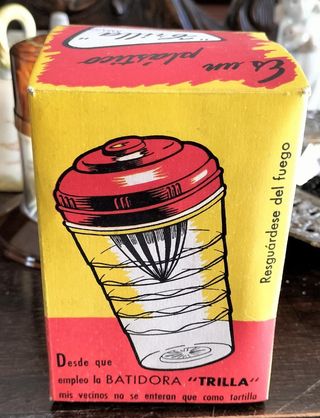 Es un plástico
"Trilla"
Resguárdese del fuego
Desde que
empleo la BATIDORA "TRILLA"
mis vecinos no se enteran que como tortilla